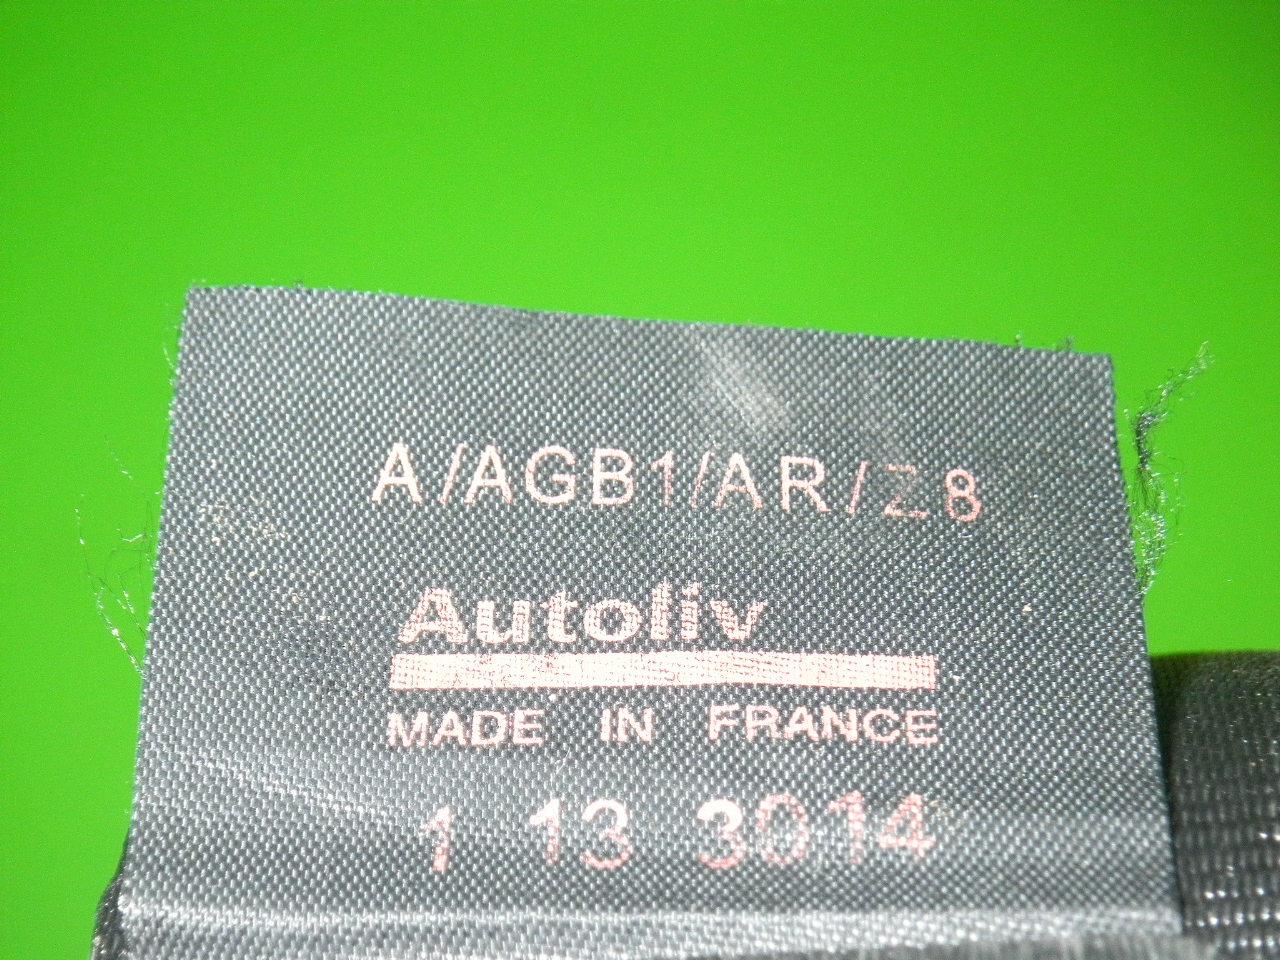 A/AGB1/AR/Z8
Autoliv
MADE IN FRANCE
1 13 3014